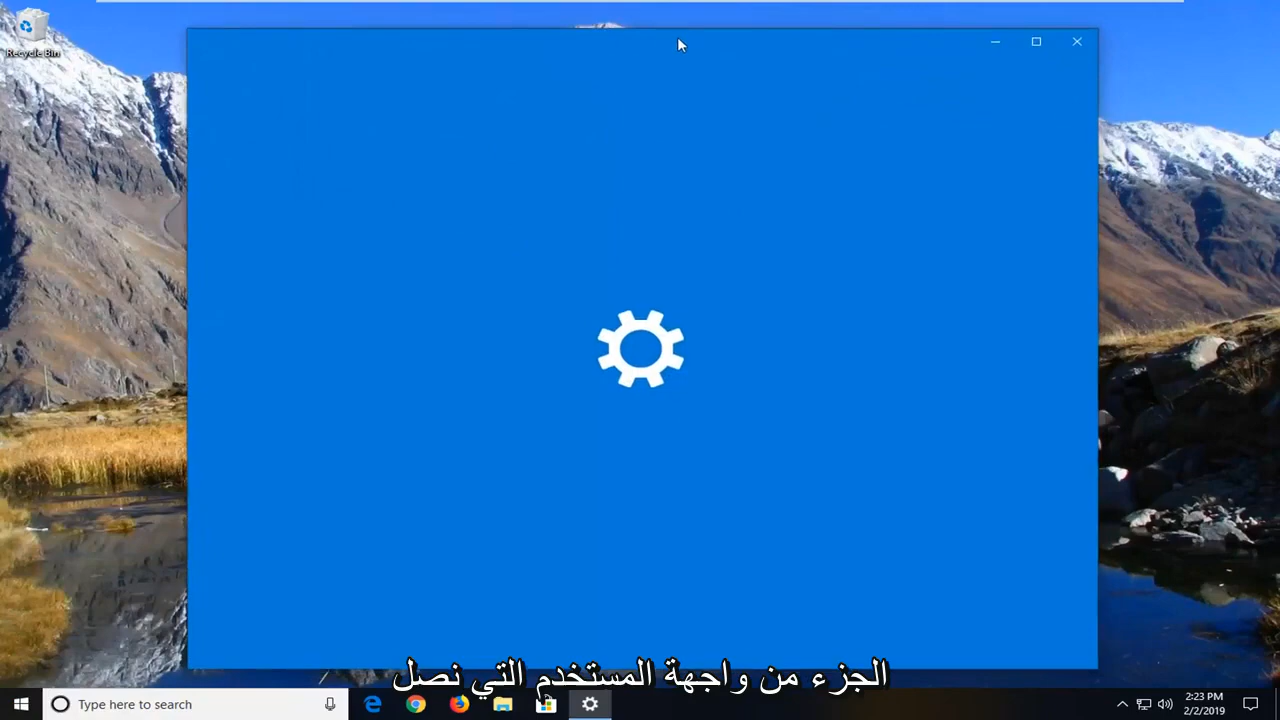 Recycle Bin
الجزء من واجهة المستخدم التي نصل
Type here to search
2:23 PM
2/2/2019